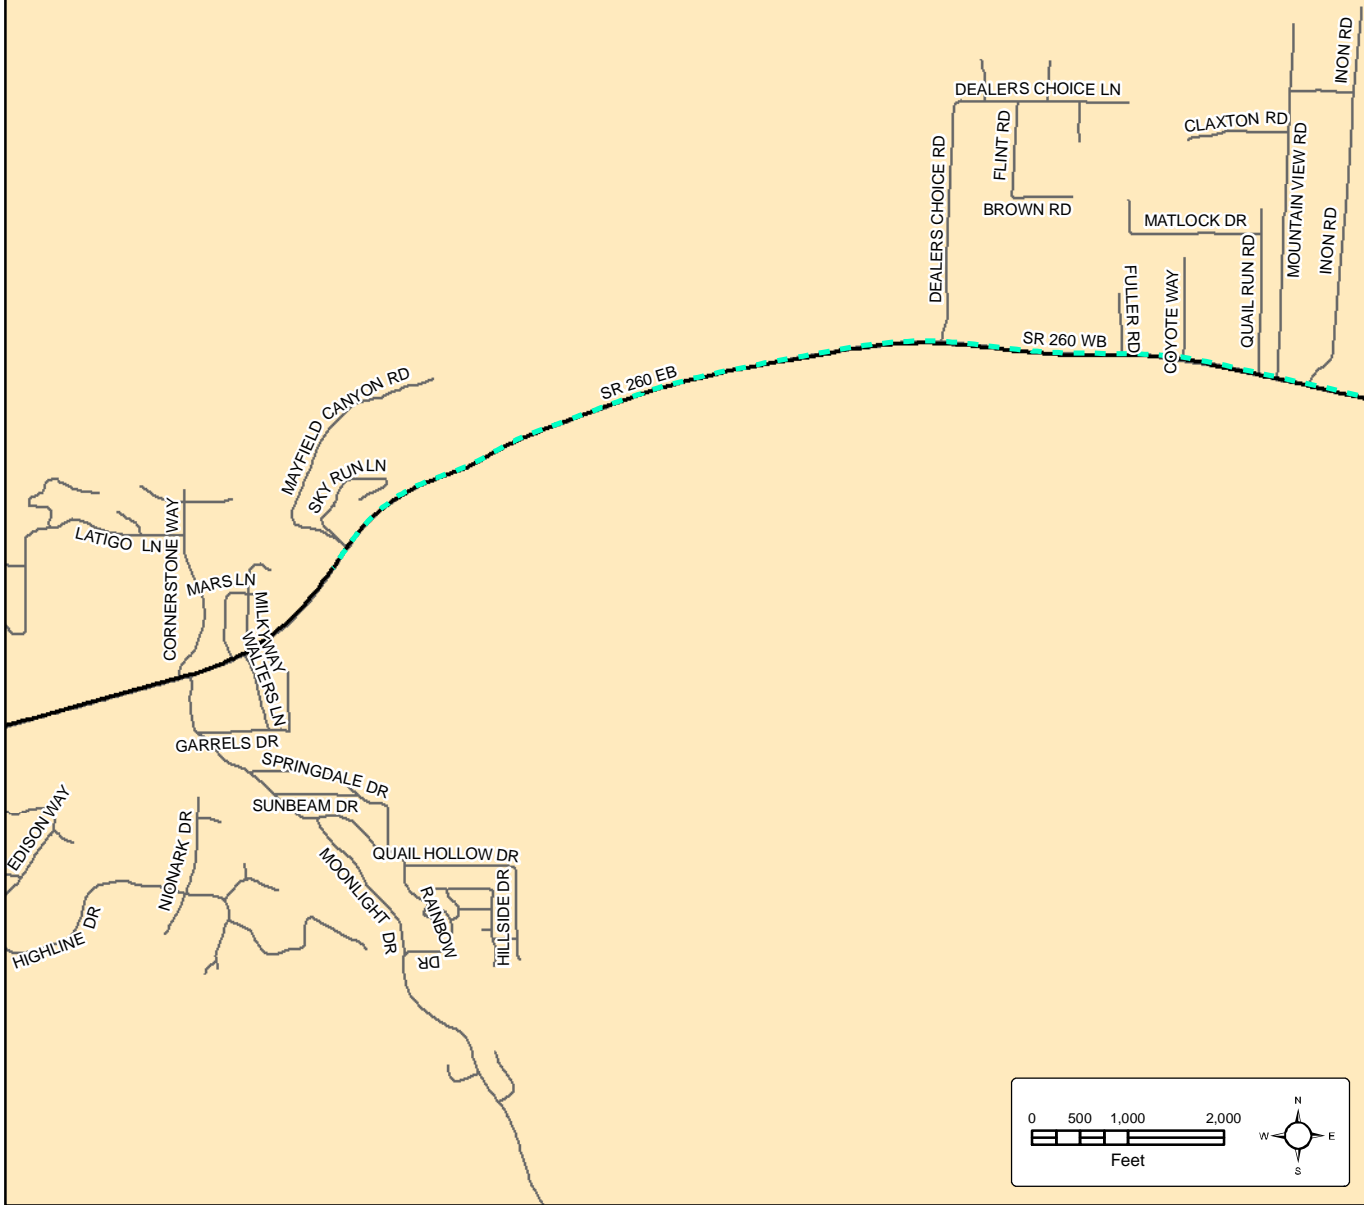 INON RD
DEALERS CHOICE LN
CLAXTON RD
FLINT RD
MOUNTAIN VIEW RD
DEALERS CHOICE RD
BROWN RD
MATLOCK DR
INON RD
QUAIL RUN RD
FULLER RD
COYOTE WAY
SR 260 WB
SR 260 EB
MAYFIELD CANYON RD
SKY RUN LN
LATIGO LN
CORNERSTONE WAY
MARS LN
MILKY WAY
WALTERS LN
GARRELS DR
SPRINGDALE DR
SUNBEAM DR
EDISON WAY
NIONARK DR
MOONLIGHT DR
QUAIL HOLLOW DR
RAINBOW DR
HILLSIDE DR
HIGHLINE DR
0 500 1,000 2,000
Feet
N
W E
S